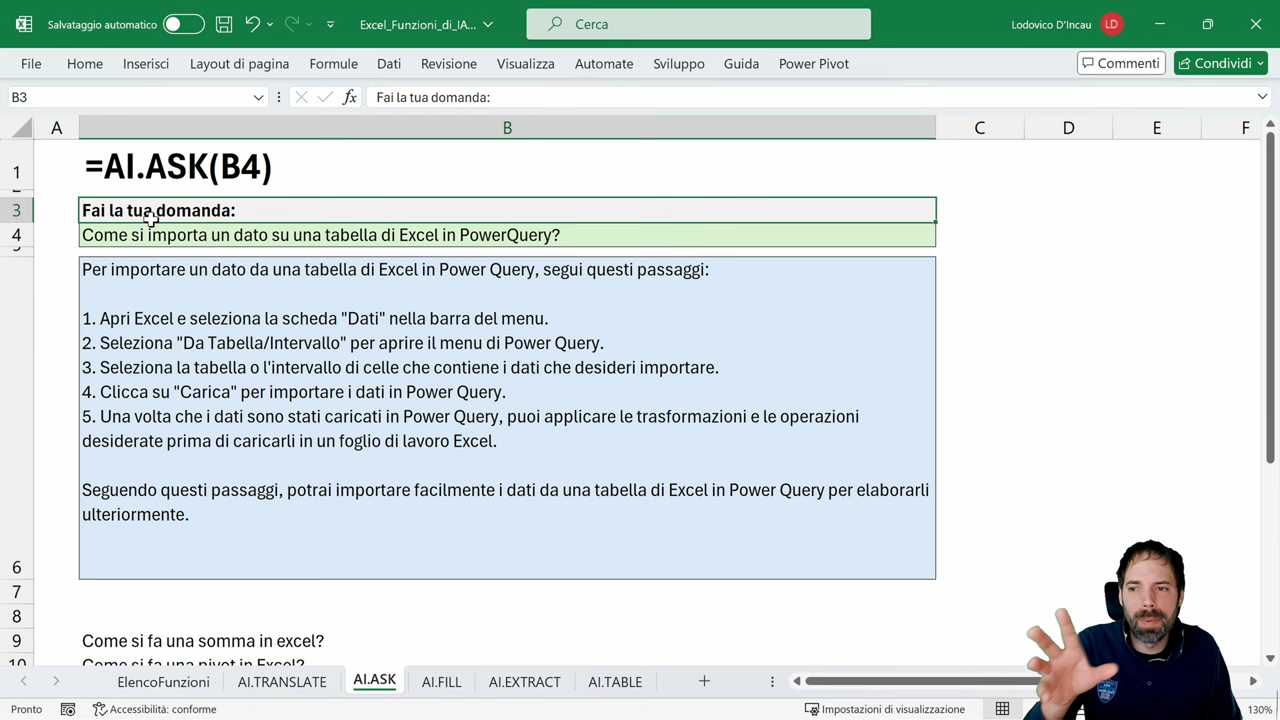 Salvataggio automatico
Excel_Funzioni_di_IA...
Cerca
Lodovico D'Incau
LD
File
Home
Inserisci
Layout di pagina
Formule
Dati
Revisione
Visualizza
Automate
Sviluppo
Guida
Power Pivot
Commenti
Condividi
B3
fx
Fai la tua domanda:
A B C D E F
1
=AI.ASK(B4)
3
Fai la tua domanda:
4
Come si importa un dato su una tabella di Excel in PowerQuery?
Per importare un dato da una tabella di Excel in Power Query, segui questi passaggi:
1. Apri Excel e seleziona la scheda "Dati" nella barra del menu.
2. Seleziona "Da Tabella/Intervallo" per aprire il menu di Power Query.
3. Seleziona la tabella o l'intervallo di celle che contiene i dati che desideri importare.
4. Clicca su "Carica" per importare i dati in Power Query.
5. Una volta che i dati sono stati caricati in Power Query, puoi applicare le trasformazioni e le operazioni
desiderate prima di caricarli in un foglio di lavoro Excel.
Seguendo questi passaggi, potrai importare facilmente i dati da una tabella di Excel in Power Query per elaborarli
ulteriormente.
6
7
8
9
Come si fa una somma in excel?
10
Come si fa una pivot in Excel?
ElencoFunzioni
AI.TRANSLATE
AI.ASK
AI.FILL
AI.EXTRACT
AI.TABLE
Pronto
Accessibilità: conforme
Impostazioni di visualizzazione
130%